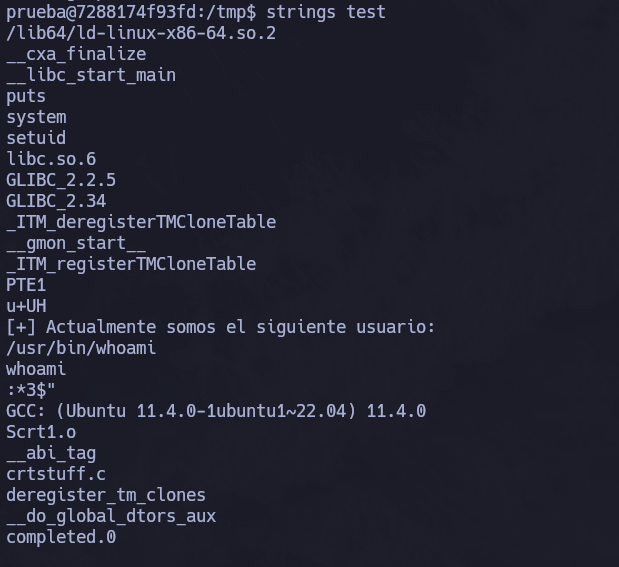 prueba@7288174f93fd:/tmp$ strings test
/lib64/ld-linux-x86-64.so.2
__cxa_finalize
__libc_start_main
puts
system
setuid
libc.so.6
GLIBC_2.2.5
GLIBC_2.34
_ITM_deregisterTMCloneTable
__gmon_start__
_ITM_registerTMCloneTable
PTE1
u+UH
[+] Actualmente somos el siguiente usuario:
/usr/bin/whoami
whoami
:*3$"
GCC: (Ubuntu 11.4.0-1ubuntu1~22.04) 11.4.0
Scrt1.o
__abi_tag
crtstuff.c
deregister_tm_clones
__do_global_dtors_aux
completed.0